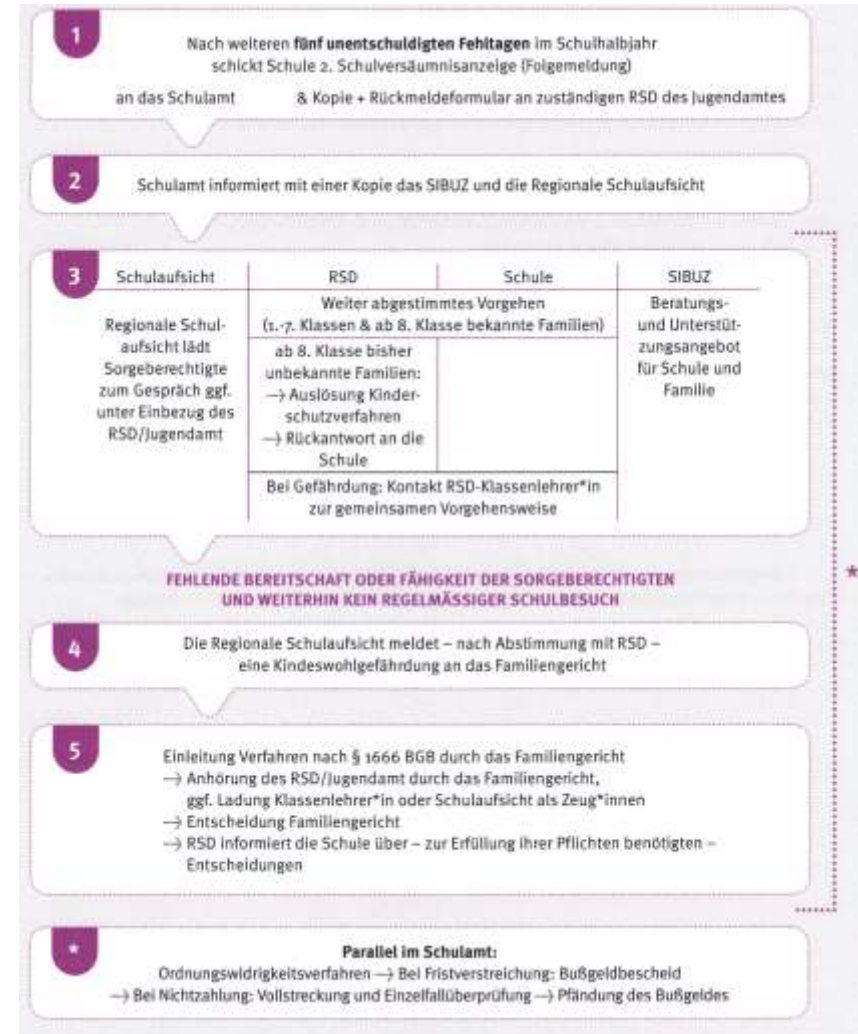 1
Nach weiteren fünf unentschuldigten Fehltagen im Schulhalbjahr
schickt Schule 2. Schulversäumnisanzeige (Folgemeldung)
an das Schulamt & Kopie + Rückmeldeformular an zuständigen RSD des Jugendamtes
2
Schulamt informiert mit einer Kopie das SIBUZ und die Regionale Schulaufsicht
3
Schulaufsicht
Regionale Schul-
aufsicht lädt
Sorgeberechtigte
zum Gespräch ggf.
unter Einbezug des
RSD/Jugendamt
RSD
Schule
Weiter abgestimmtes Vorgehen
(1.-7. Klassen & ab 8. Klasse bekannte Familien)
ab 8. Klasse bisher
unbekannte Familien:
→ Auslösung Kinder-
schutzverfahren
→ Rückantwort an die
Schule
Bei Gefährdung: Kontakt RSD-Klassenlehrer*in
zur gemeinsamen Vorgehensweise
SIBUZ
Beratungs-
und Unterstüt-
zungsangebot
für Schule und
Familie
*
FEHLENDE BEREITSCHAFT ODER FÄHIGKEIT DER SORGEBERECHTIGTEN
UND WEITERHIN KEIN REGELMÄSSIGER SCHULBESUCH
4
Die Regionale Schulaufsicht meldet – nach Abstimmung mit RSD –
eine Kindeswohlgefährdung an das Familiengericht
5
Einleitung Verfahren nach § 1666 BGB durch das Familiengericht
→ Anhörung des RSD/Jugendamt durch das Familiengericht,
ggf. Ladung Klassenlehrer*in oder Schulaufsicht als Zeug*innen
→ Entscheidung Familiengericht
→ RSD informiert die Schule über – zur Erfüllung ihrer Pflichten benötigten –
Entscheidungen
*
Parallel im Schulamt:
Ordnungswidrigkeitsverfahren → Bei Fristverstreichung: Bußgeldbescheid
→ Bei Nichtzahlung: Vollstreckung und Einzelfallüberprüfung → Pfändung des Bußgeldes